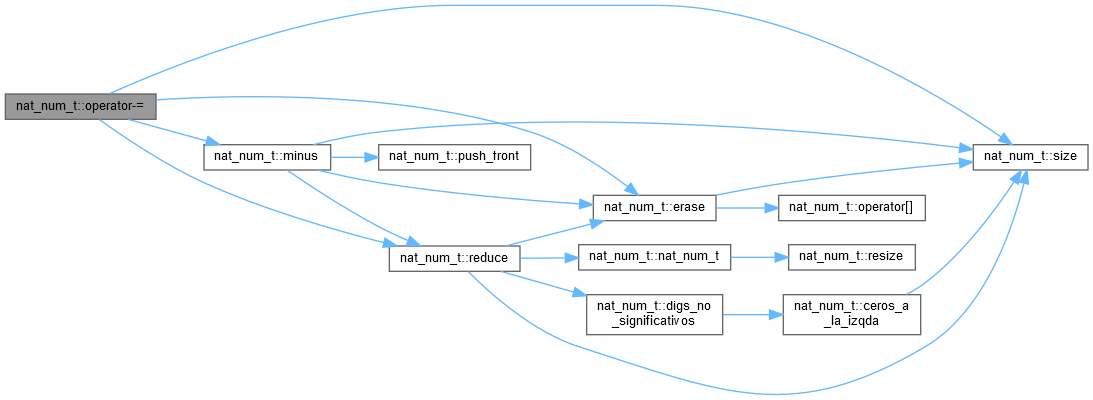 nat_num_t::operator-=
nat_num_t::minus
nat_num_t::push_front
nat_num_t::size
nat_num_t::erase
nat_num_t::operator[]
nat_num_t::reduce
nat_num_t::nat_num_t
nat_num_t::resize
nat_num_t::digs_no
_significativos
nat_num_t::ceros_a
_la_izqda